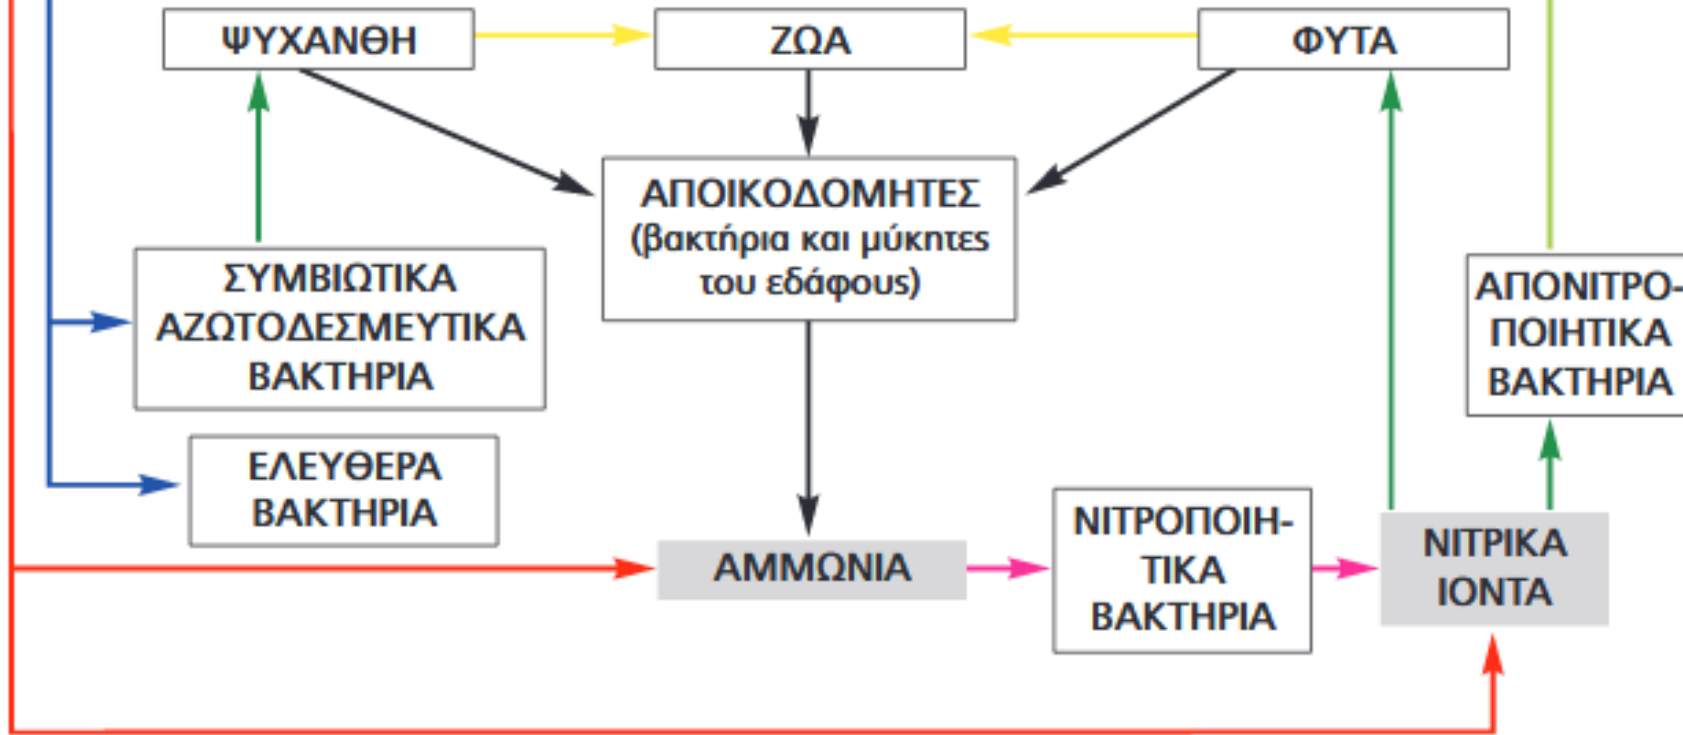 ΨΥΧΑΝΘΗ
ΖΩΑ
ΦΥΤΑ
ΑΠΟΙΚΟΔΟΜΗΤΕΣ
(βακτήρια και μύκητες
του εδάφους)
ΣΥΜΒΙΩΤΙΚΑ
ΑΖΩΤΟΔΕΣΜΕΥΤΙΚΑ
ΒΑΚΤΗΡΙΑ
ΑΠΟΝΙΤΡΟ-
ΠΟΙΗΤΙΚΑ
ΒΑΚΤΗΡΙΑ
ΕΛΕΥΘΕΡΑ
ΒΑΚΤΗΡΙΑ
ΑΜΜΩΝΙΑ
ΝΙΤΡΟΠΟΙΗ-
ΤΙΚΑ
ΒΑΚΤΗΡΙΑ
ΝΙΤΡΙΚΑ
ΙΟΝΤΑ